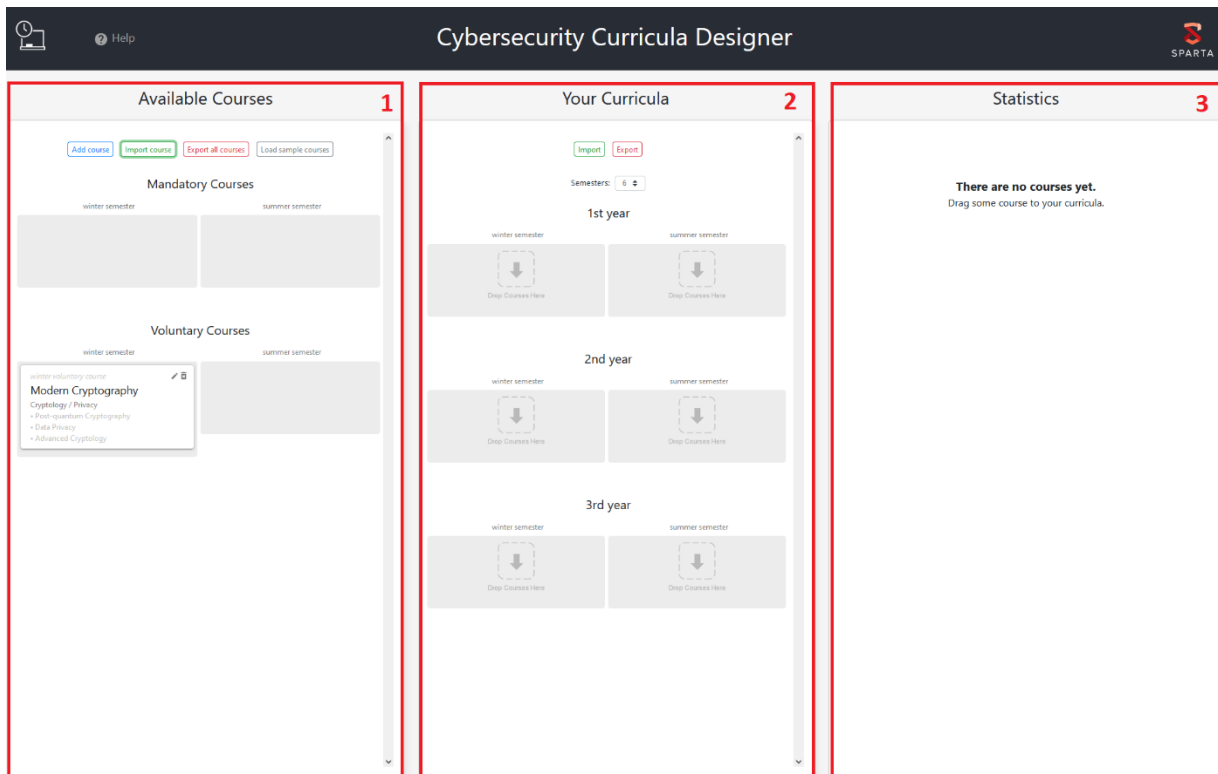 Help
Cybersecurity Curricula Designer
SPARTA
Available Courses 1
Add course Import course Export all courses Load sample courses
Mandatory Courses
winter semester summer semester
Voluntary Courses
winter semester summer semester
winter voluntary course
Modern Cryptography
Cryptology / Privacy
• Post-quantum Cryptography
• Data Privacy
• Advanced Cryptology
Your Curricula 2
Import Export
Semesters: 6
1st year
winter semester summer semester
Drop Courses Here Drop Courses Here
2nd year
winter semester summer semester
Drop Courses Here Drop Courses Here
3rd year
winter semester summer semester
Drop Courses Here Drop Courses Here
Statistics 3
There are no courses yet.
Drag some course to your curricula.